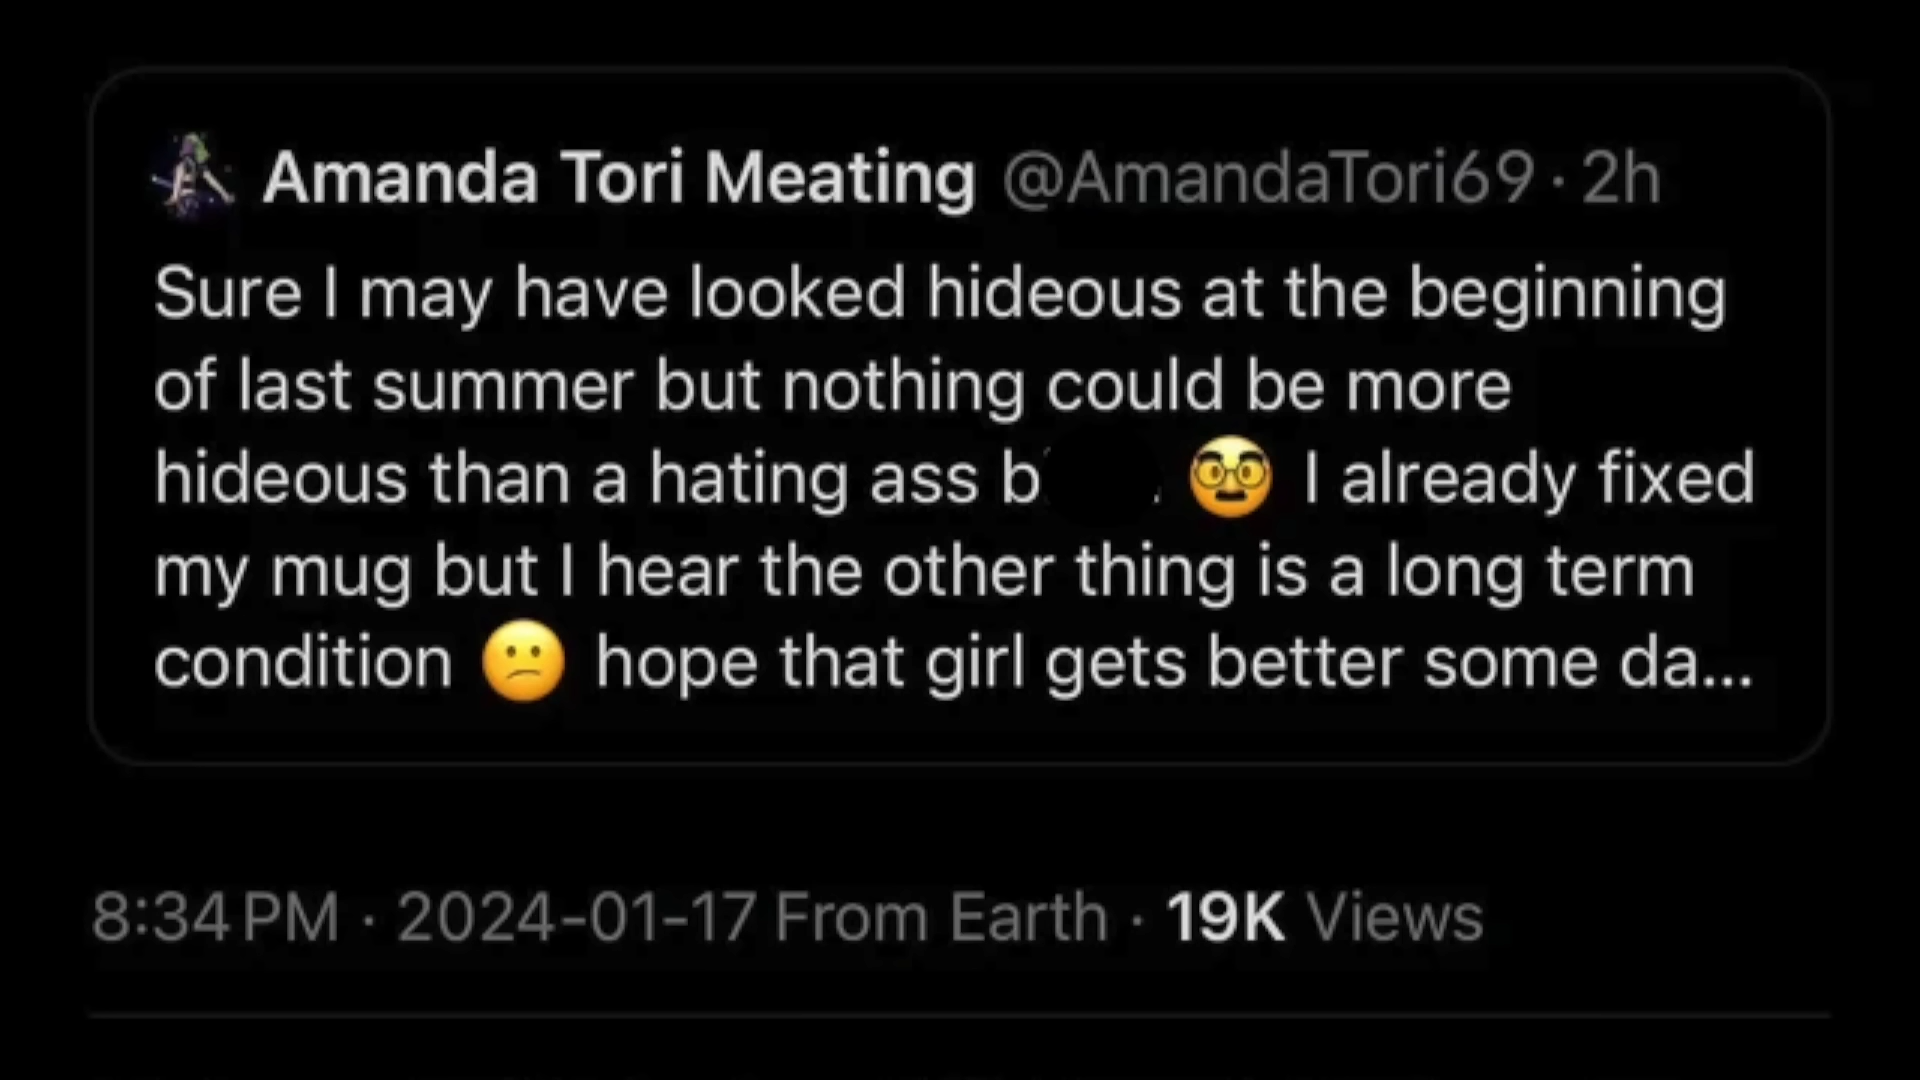 Amanda Tori Meating @AmandaTori69 · 2h
Sure I may have looked hideous at the beginning
of last summer but nothing could be more
hideous than a hating ass b . 🥸 I already fixed
my mug but I hear the other thing is a long term
condition 😕 hope that girl gets better some da...
8:34 PM · 2024-01-17 From Earth · 19K Views